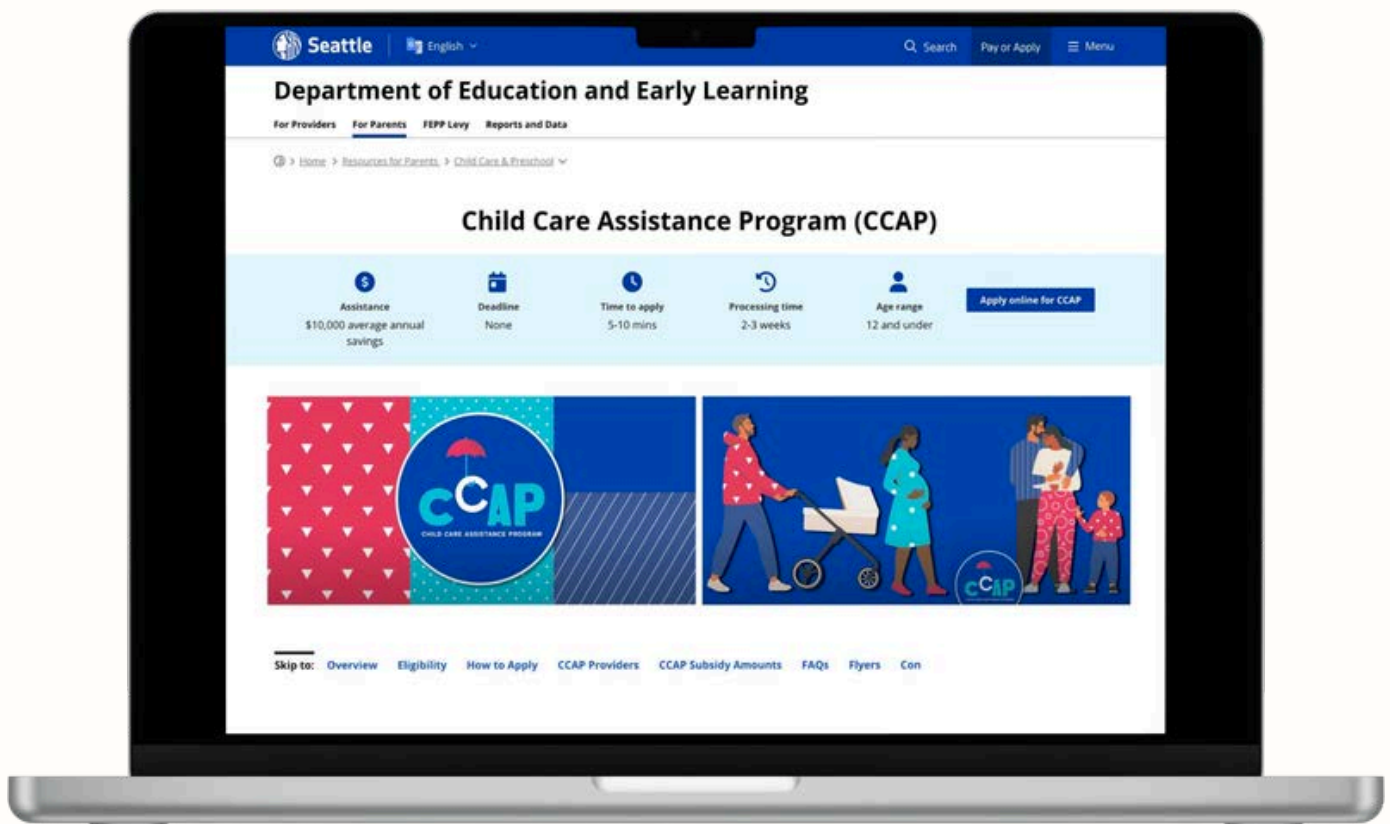 Seattle
English
Search
Pay or Apply
Menu
Department of Education and Early Learning
For Providers
For Parents
FEPP Levy
Reports and Data
> Home > Resources for Parents > Child Care & Preschool
Child Care Assistance Program (CCAP)
Assistance
$10,000 average annual
savings
Deadline
None
Time to apply
5-10 mins
Processing time
2-3 weeks
Age range
12 and under
Apply online for CCAP
CCAP
CHILD CARE ASSISTANCE PROGRAM
CCAP
Skip to: Overview Eligibility How to Apply CCAP Providers CCAP Subsidy Amounts FAQs Flyers Con